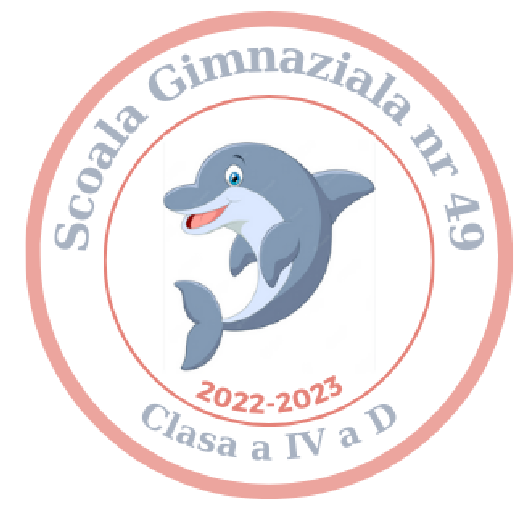 Scoala Gimnaziala nr 49
2022-2023
Clasa a IV a D